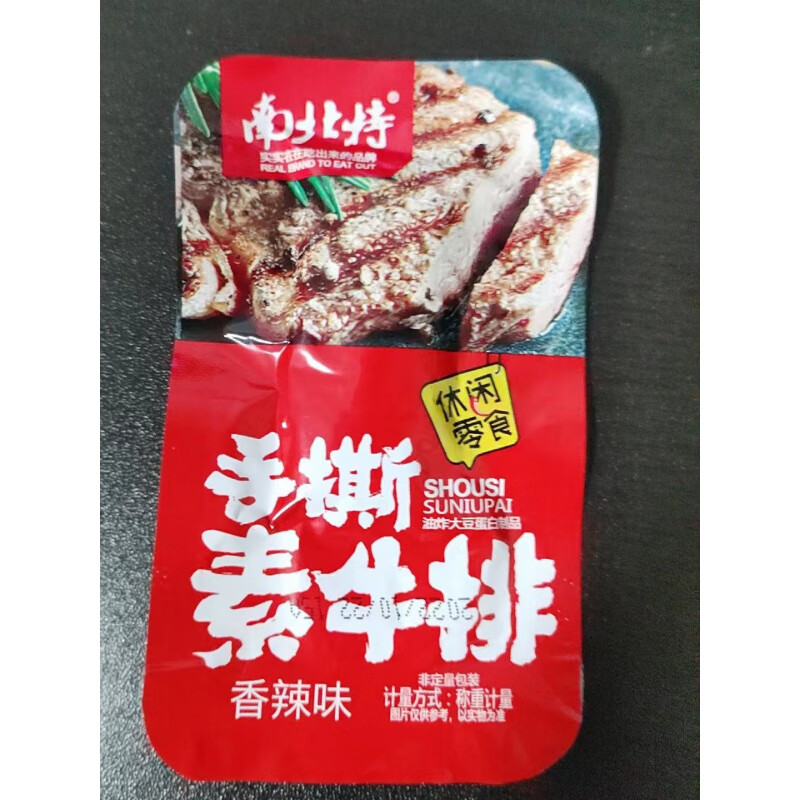 南北特®
实实在在吃出来的品牌
REAL BRAND TO EAT OUT
休闲
零食
手撕
SHOUSI
SUNIUPAI
油炸大豆蛋白制品
素牛排
香辣味
非定量包装
计量方式：称重计量
图片仅供参考，以实物为准